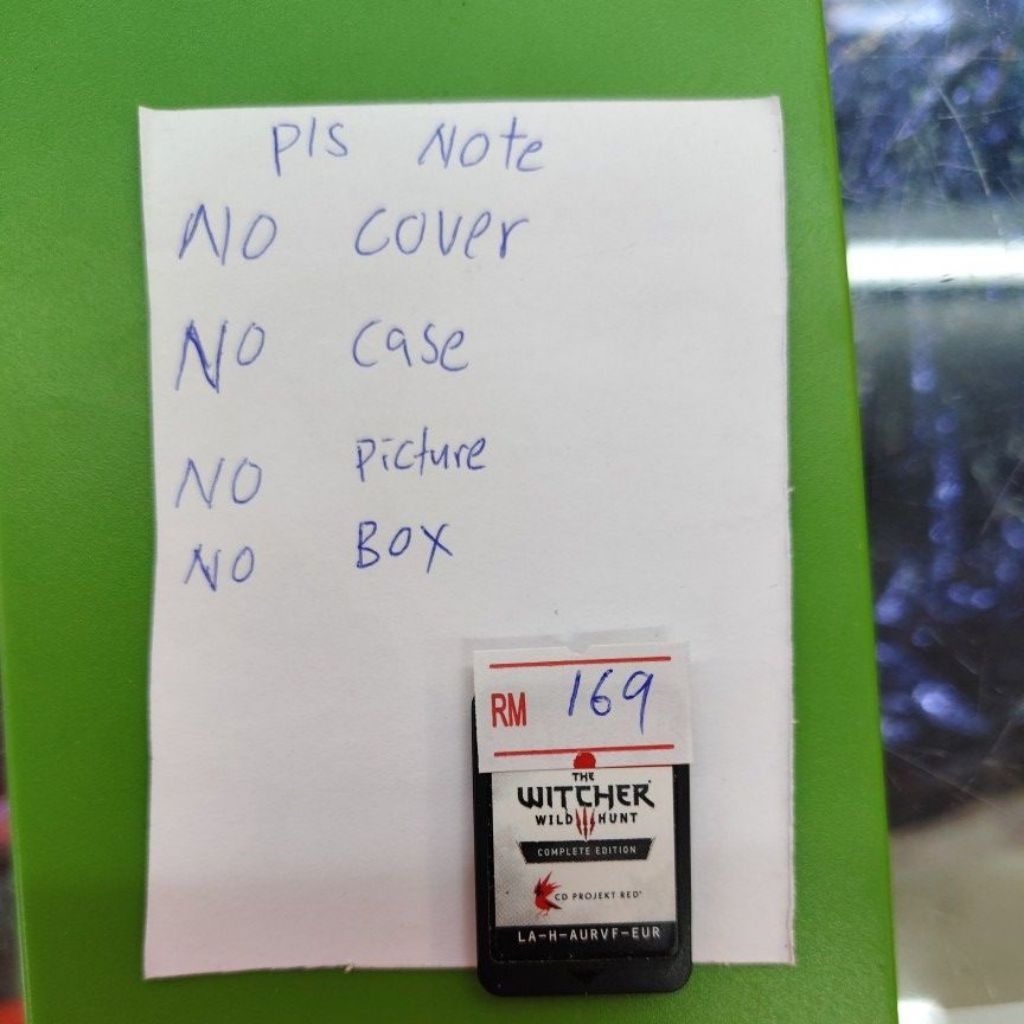 Pls Note
NO cover
NO case
NO Picture
NO BOX
RM 169
THE
WITCHER
WILD HUNT
COMPLETE EDITION
CD PROJEKT RED
LA-H-AURVF-EUR